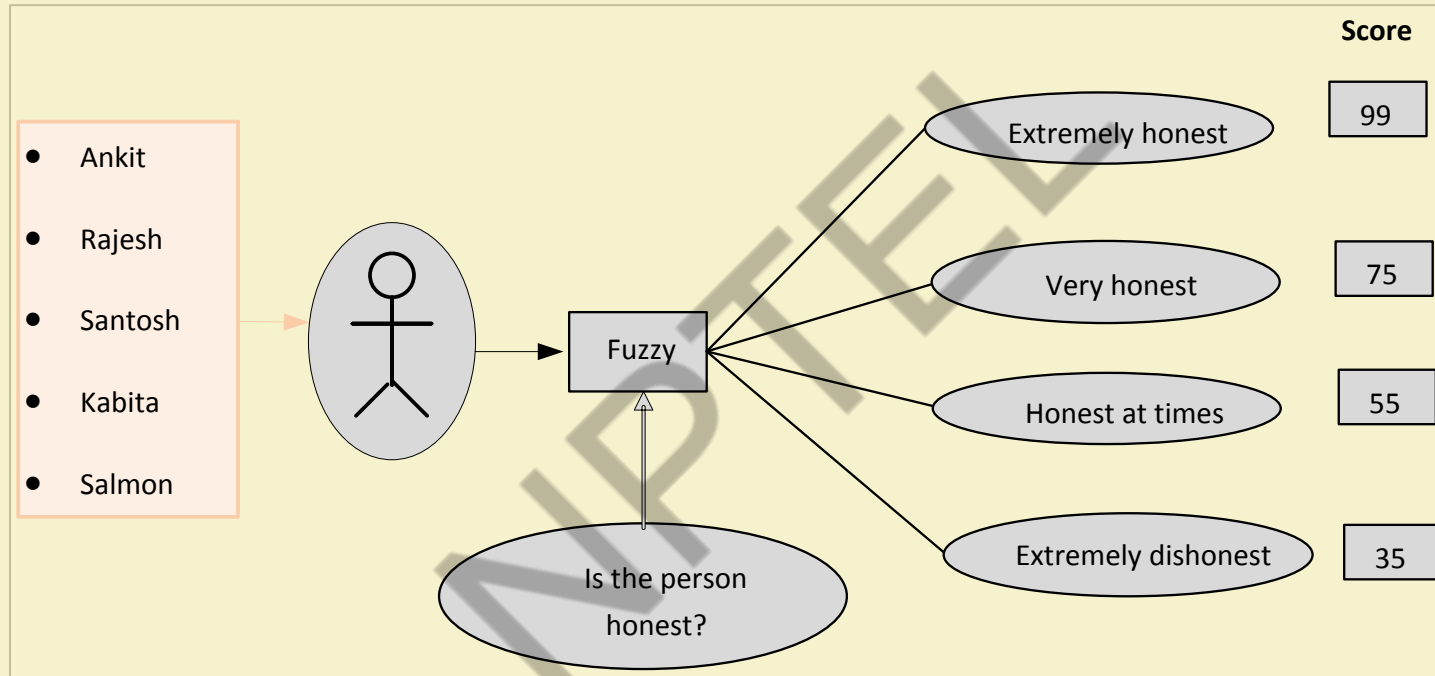 Score
• Ankit
• Rajesh
• Santosh
• Kabita
• Salmon
Fuzzy
Is the person
honest?
Extremely honest
99
Very honest
75
Honest at times
55
Extremely dishonest
35
NPTEL